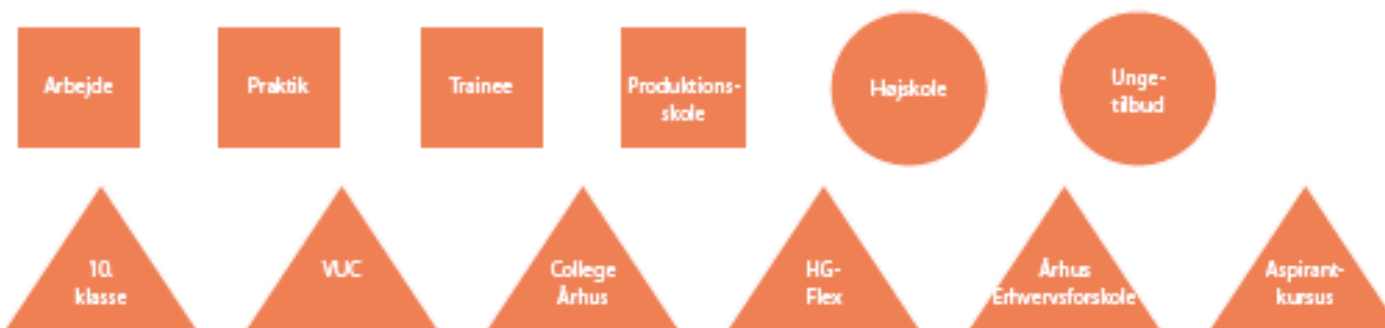 Arbejde
Praktik
Trainee
Produktions-
skole
Højskole
Unge-
tilbud
10.
klasse
VUC
College
Århus
HG-
Flex
Århus
Erhvervsforskole
Aspirant-
kursus